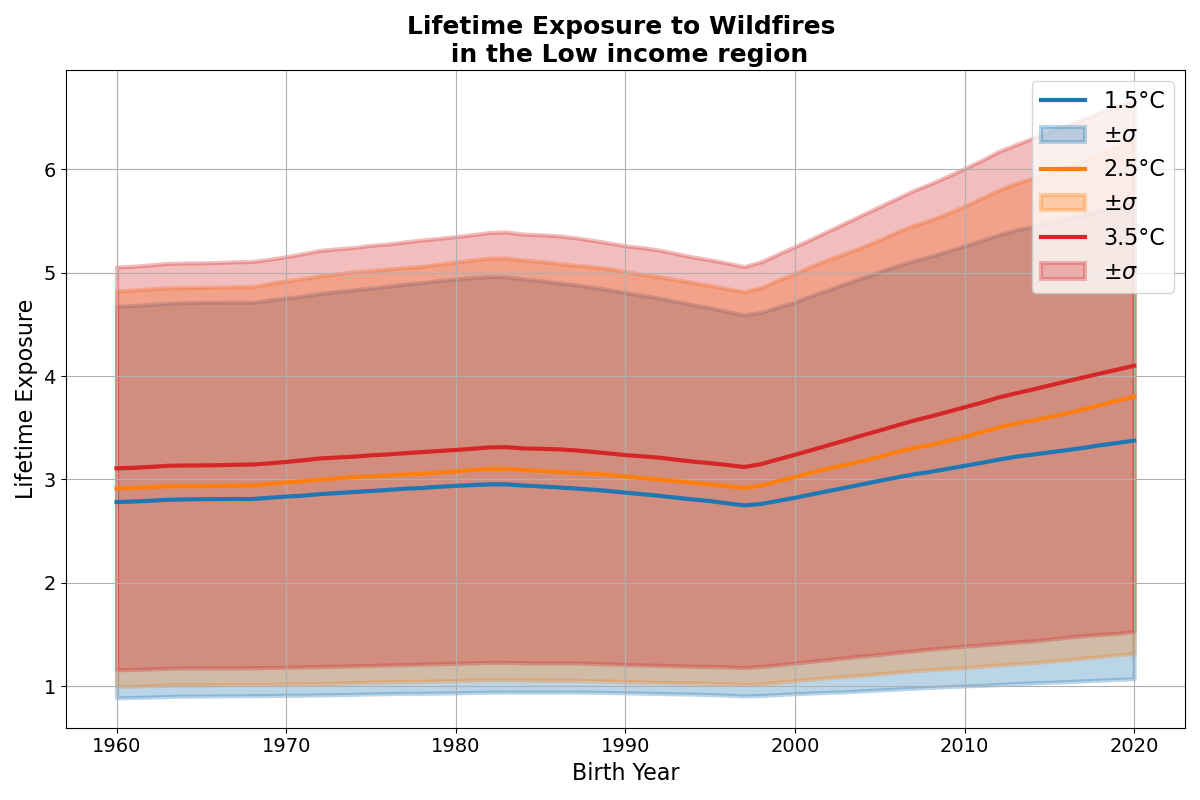 Lifetime Exposure to Wildfires
in the Low income region
Lifetime Exposure
6
5
4
3
2
1
1960 1970 1980 1990 2000 2010 2020
Birth Year
1.5°C
±σ
2.5°C
±σ
3.5°C
±σ